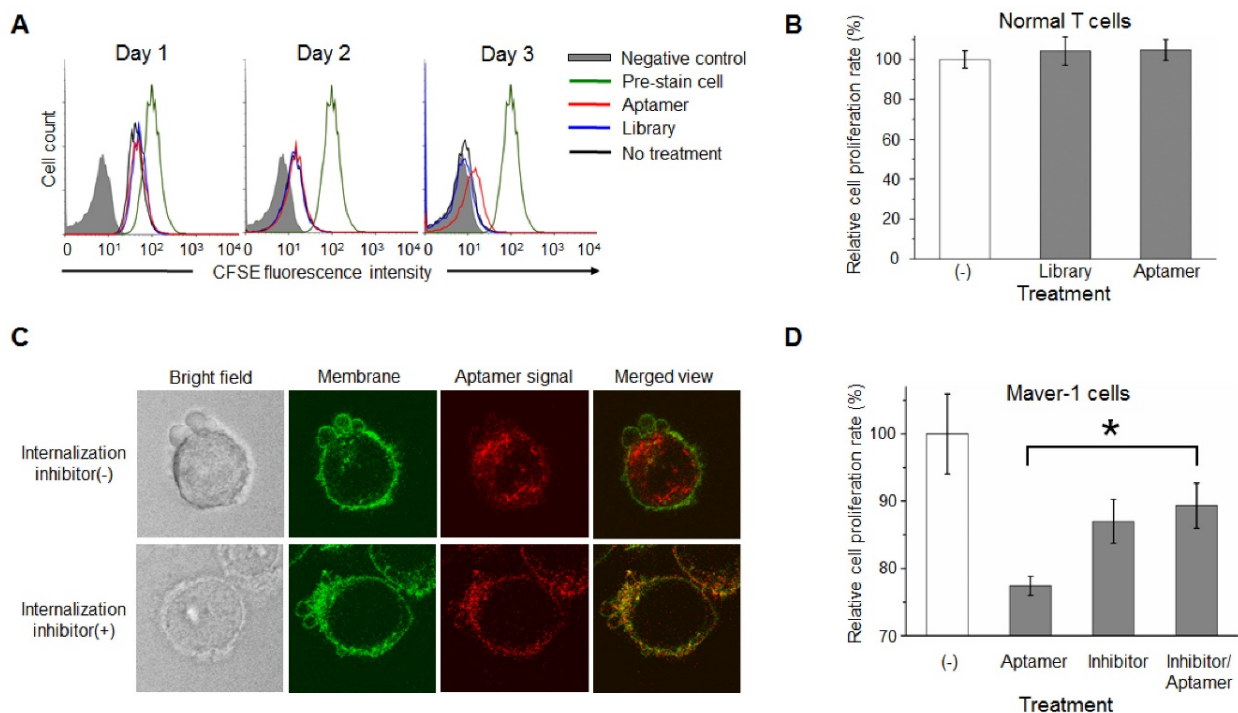 A
Day 1
Day 2
Day 3
Negative control
Pre-stain cell
Aptamer
Library
No treatment
Cell count
0 10¹ 10² 10³ 10⁴
0 10¹ 10² 10³ 10⁴
0 10¹ 10² 10³ 10⁴
CFSE fluorescence intensity
B
Normal T cells
Relative cell proliferation rate (%)
100
80
60
40
20
0
(-)
Library
Aptamer
Treatment
C
Bright field
Membrane
Aptamer signal
Merged view
Internalization
inhibitor(-)
Internalization
inhibitor(+)
D
Maver-1 cells
*
Relative cell proliferation rate (%)
100
90
80
70
(-)
Aptamer
Inhibitor
Inhibitor/
Aptamer
Treatment